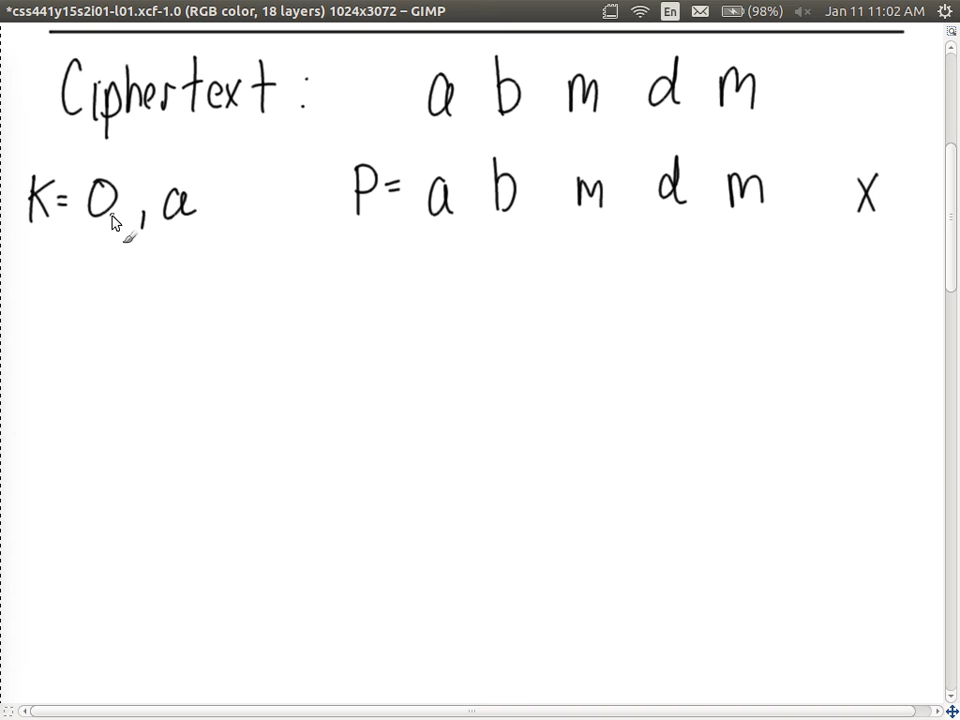 *css441y15s2i01-l01.xcf-1.0 (RGB color, 18 layers) 1024x3072 – GIMP En (98%) Jan 11 11:02 AM
Ciphertext: a b m d m
K= 0, a P= a b m d m X